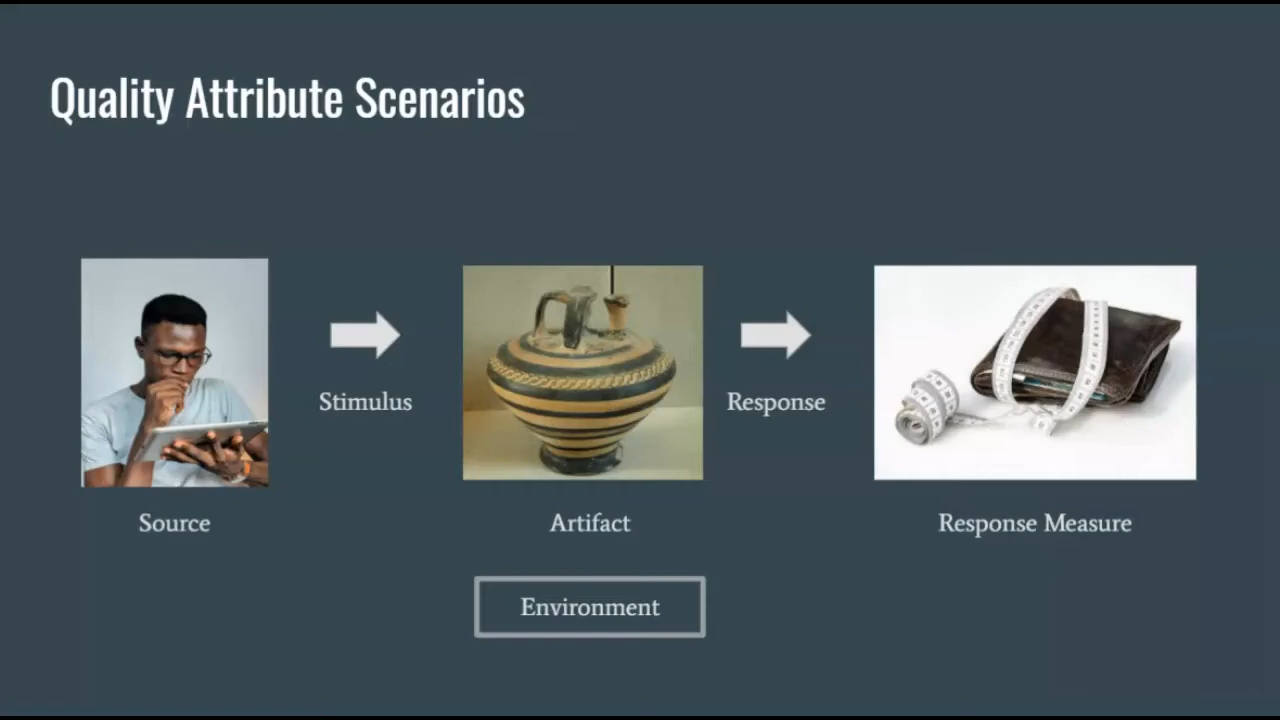 Quality Attribute Scenarios
Stimulus
Response
Source
Artifact
Response Measure
Environment